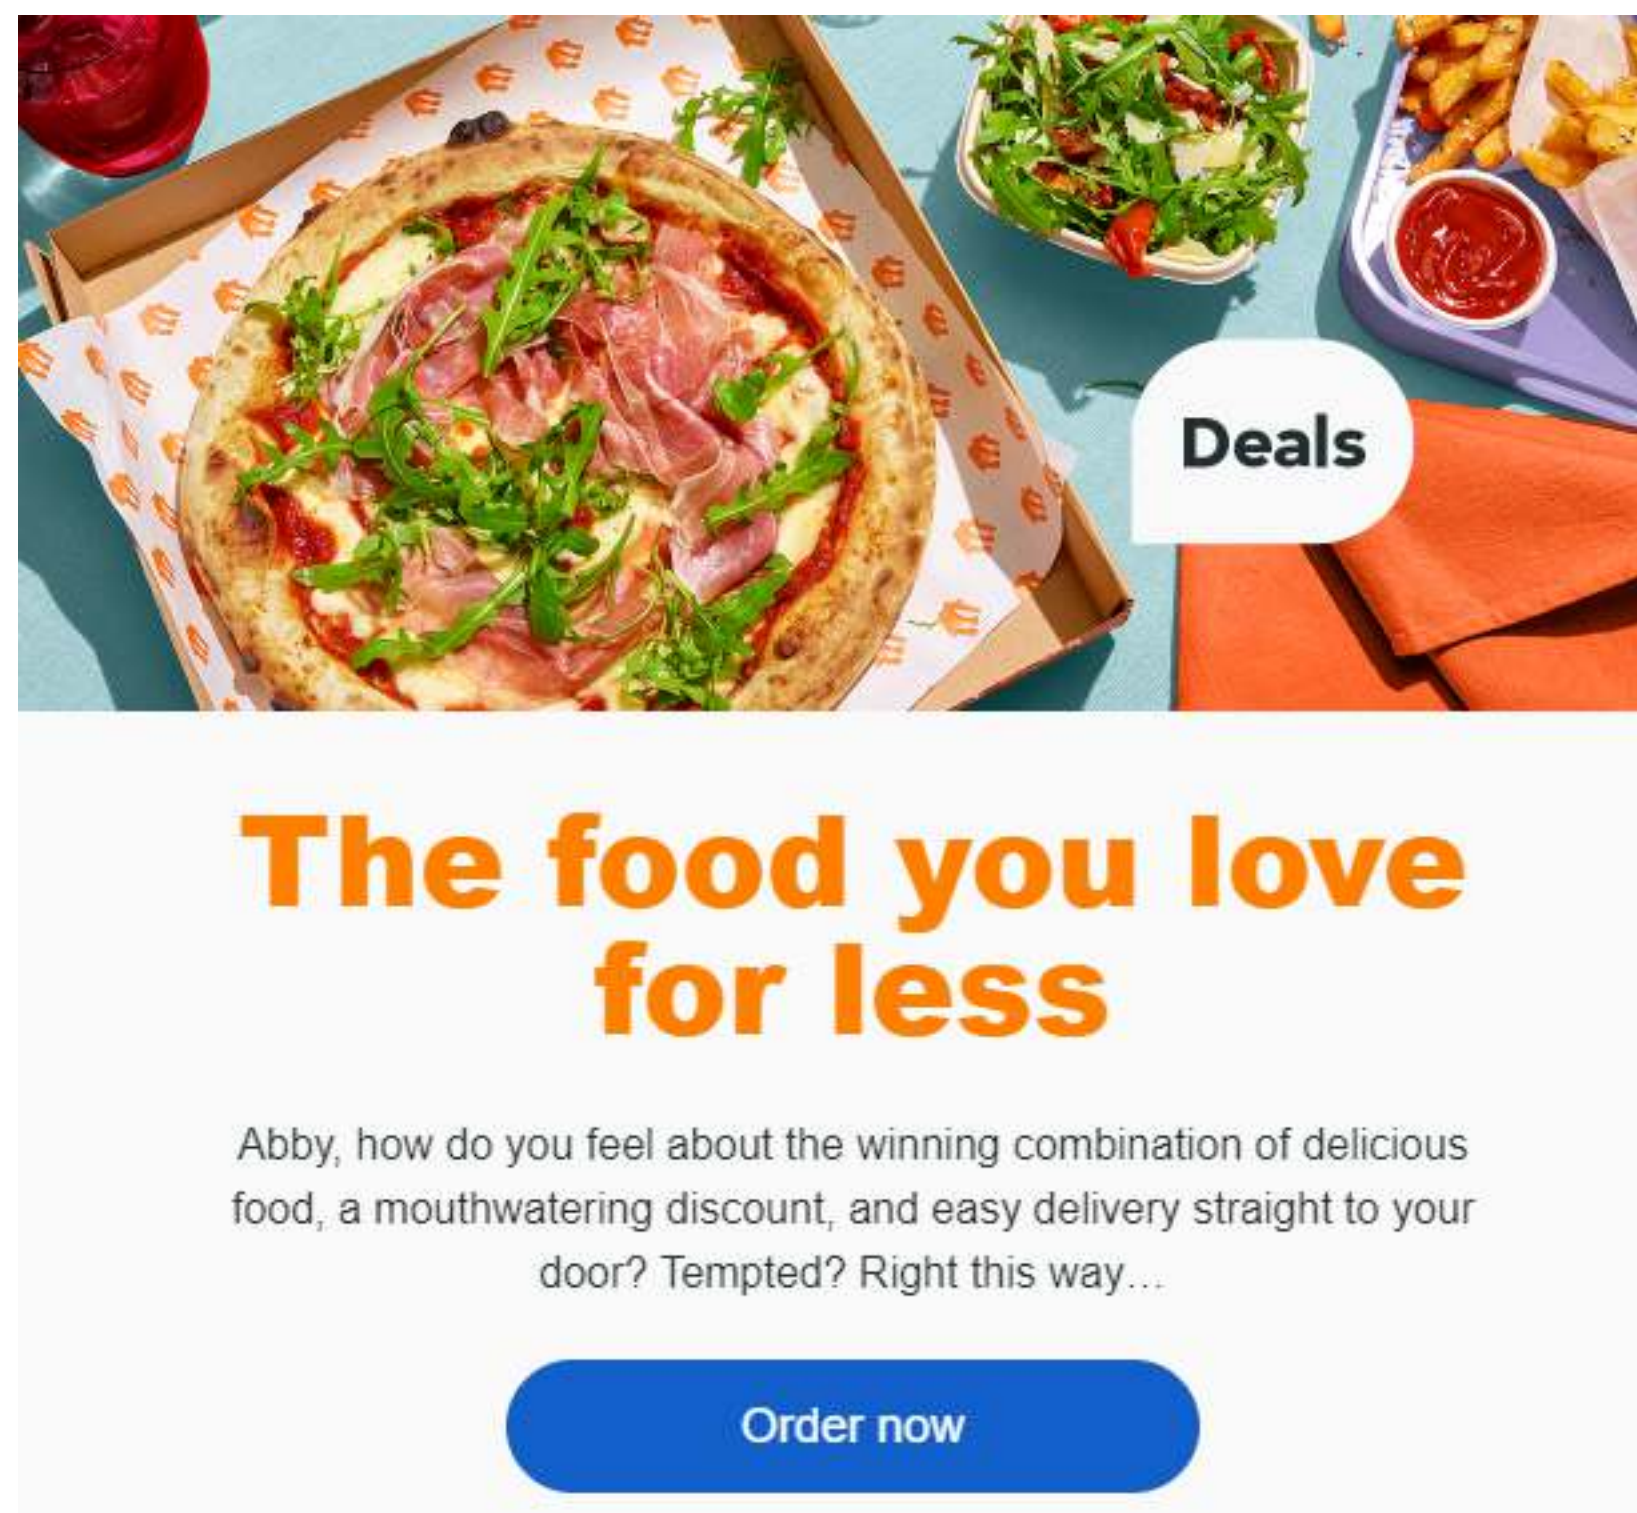 Deals
The food you love
for less
Abby, how do you feel about the winning combination of delicious
food, a mouthwatering discount, and easy delivery straight to your
door? Tempted? Right this way…
Order now